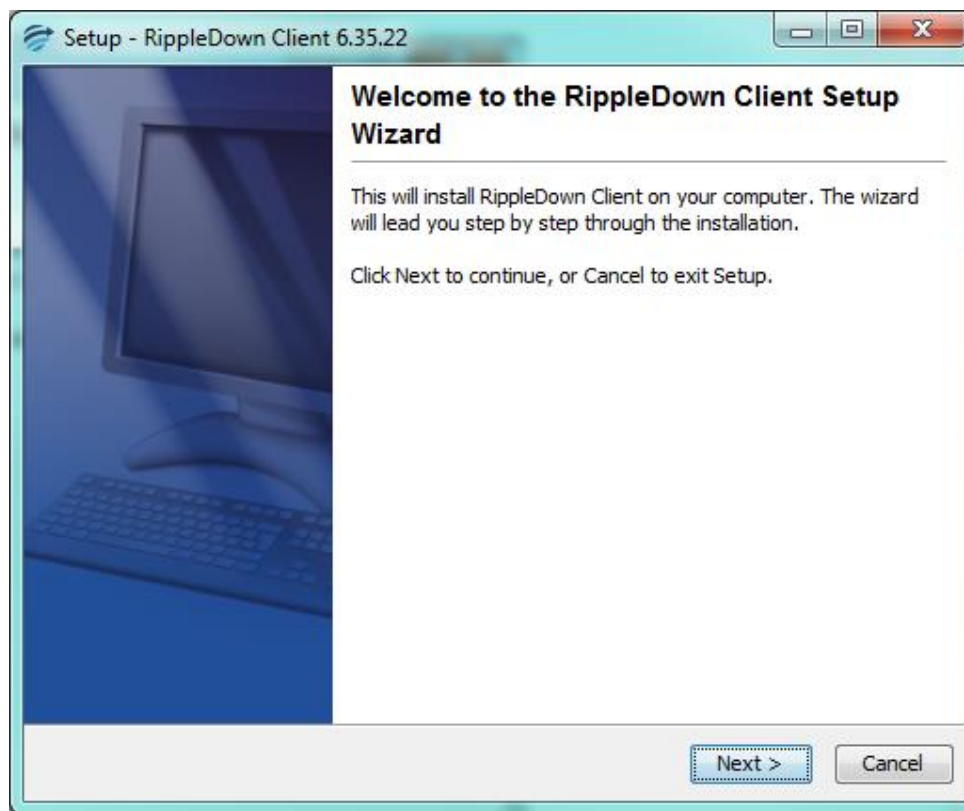 Setup - RippleDown Client 6.35.22
Welcome to the RippleDown Client Setup
Wizard
This will install RippleDown Client on your computer. The wizard
will lead you step by step through the installation.
Click Next to continue, or Cancel to exit Setup.
Next >
Cancel